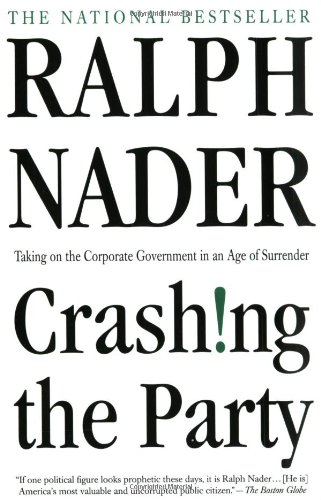 THE NATIONAL BESTSELLER
RALPH
NADER
Taking on the Corporate Government in an Age of Surrender
Crash!ng
the Party
"If one political figure looks prophetic these days, it is Ralph Nader…[He is]
America's most valuable and uncorrupted public citizen."—The Boston Globe